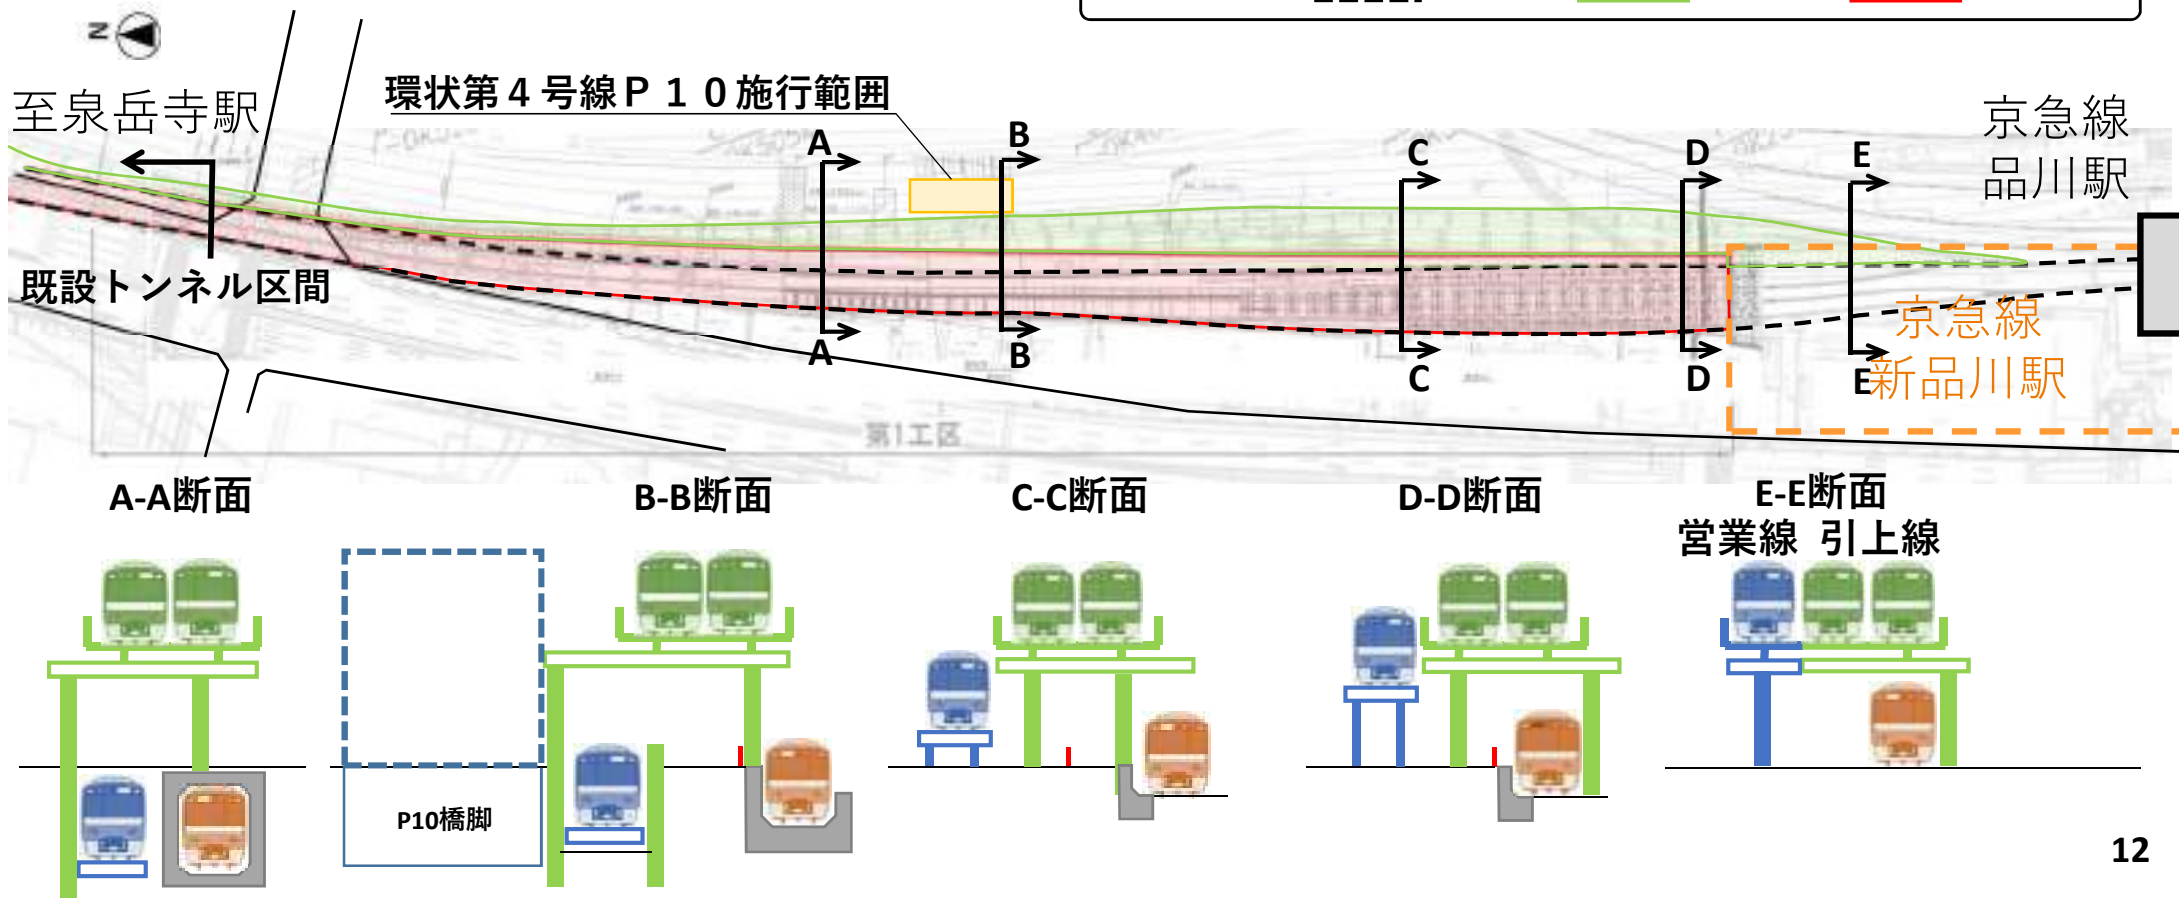 N
至泉岳寺駅
環状第４号線Ｐ１０施行範囲
京急線
品川駅
A
B
C
D
E
既設トンネル区間
京急線
新品川駅
A
B
C
D
E
第1工区
A-A断面
B-B断面
C-C断面
D-D断面
E-E断面
営業線 引上線
P10橋脚
12